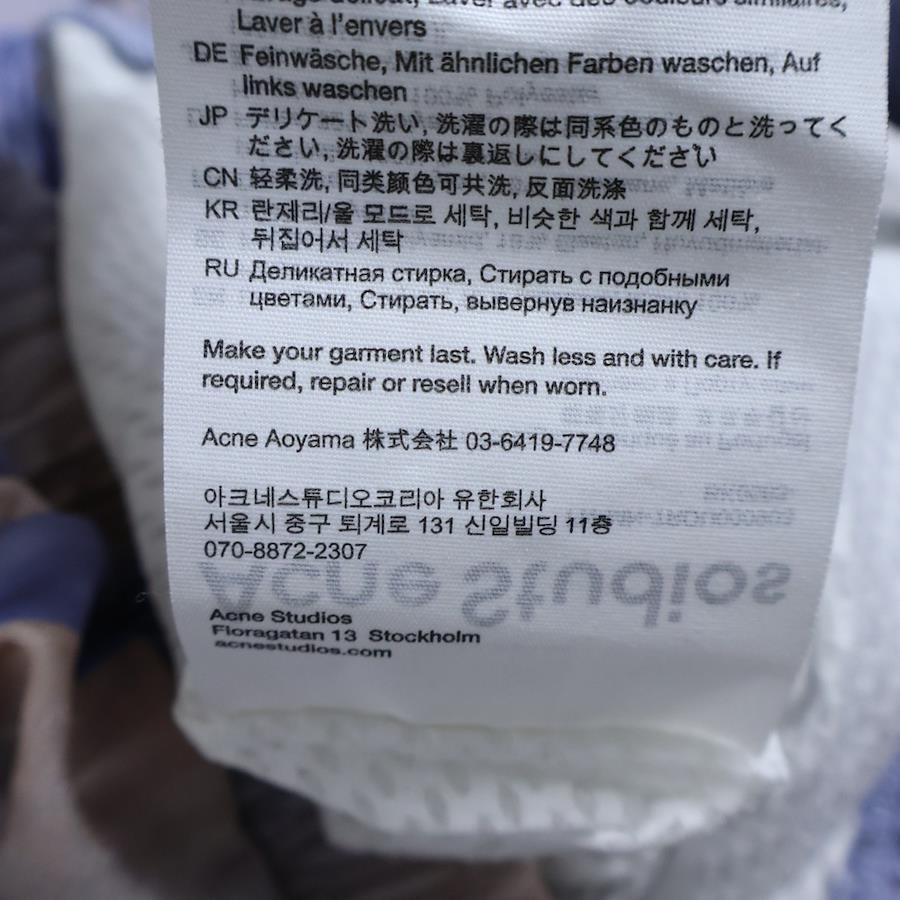 Lavage délicat, Laver avec des couleurs similaires,
Laver à l'envers
DE Feinwäsche, Mit ähnlichen Farben waschen, Auf
links waschen
JP デリケート洗い, 洗濯の際は同系色のものと洗ってく
ださい, 洗濯の際は裏返しにしてください
CN 轻柔洗, 同类颜色可共洗, 反面洗涤
KR 란제리/울 모드로 세탁, 비슷한 색과 함께 세탁,
뒤집어서 세탁
RU Деликатная стирка, Стирать с подобными
цветами, Стирать, вывернув наизнанку
Make your garment last. Wash less and with care. If
required, repair or resell when worn.
Acne Aoyama 株式会社 03-6419-7748
아크네스튜디오코리아 유한회사
서울시 중구 퇴계로 131 신일빌딩 11층
070-8872-2307
Acne Studios
Floragatan 13 Stockholm
acnestudios.com